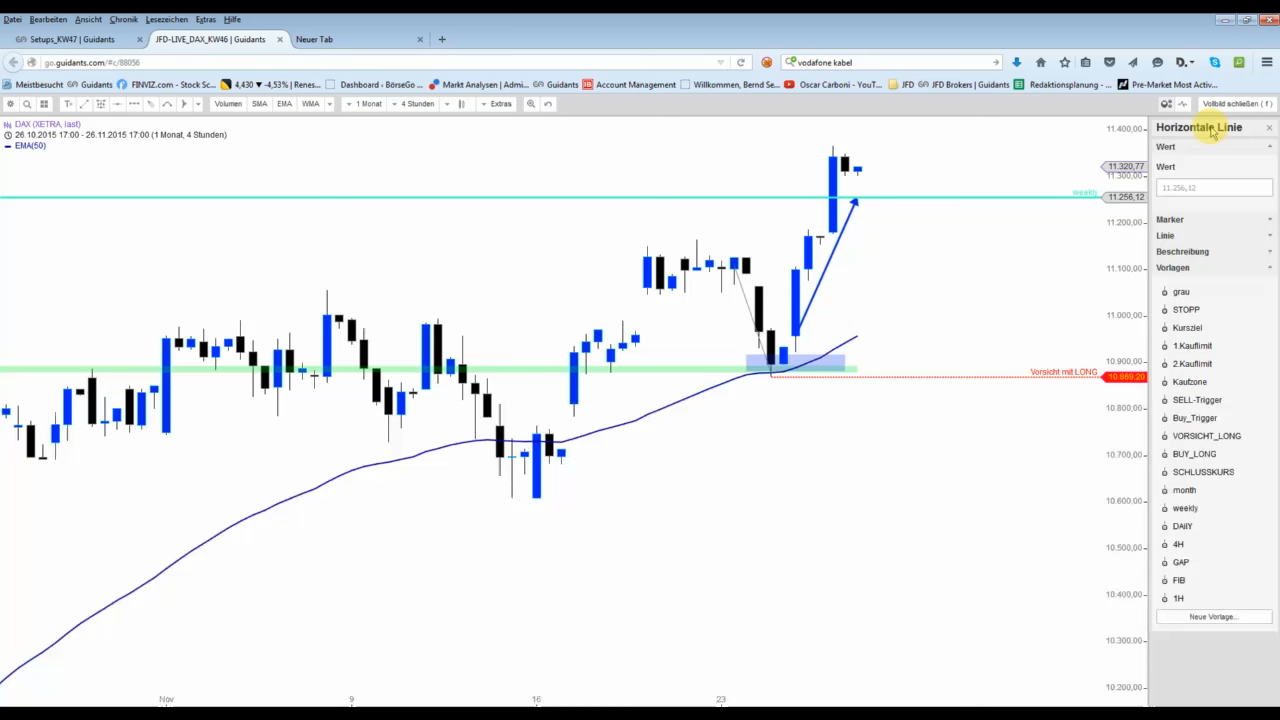 Datei Bearbeiten Ansicht Chronik Lesezeichen Extras Hilfe
Setups_KW47 | Guidants × JFD-LIVE_DAX_KW46 | Guidants × Neuer Tab × +
go.guidants.com/#c/88056 vodafone kabel
Meistbesucht Guidants FINVIZ.com - Stock Sc... 4,430 ▼ -4,53% | Renes... Dashboard - BörseGo ... Markt Analysen | Admi... Guidants Account Management Willkommen, Bernd Se... Oscar Carboni - YouT... JFD JFD Brokers | Guidants Redaktionsplanung - ... Pre-Market Most Activ...
Volumen SMA EMA WMA 1 Monat 4 Stunden Extras Vollbild schließen ( f )
DAX (XETRA, last)
26.10.2015 17:00 - 26.11.2015 17:00 (1 Monat, 4 Stunden)
EMA(50)
11.400,00
11.320,77
11.300,00
weekly
11.256,12
11.200,00
11.100,00
11.000,00
10.900,00
Vorsicht mit LONG
10.869,20
10.800,00
10.700,00
10.600,00
10.500,00
10.400,00
10.300,00
10.200,00
Nov 9 16 23
Horizontale Linie ×
Wert
Wert
11.256,12
Marker
Linie
Beschreibung
Vorlagen
grau
STOPP
Kursziel
1.Kauflimit
2.Kauflimit
Kaufzone
SELL-Trigger
Buy_Trigger
VORSICHT_LONG
BUY_LONG
SCHLUSSKURS
month
weekly
DAIlY
4H
GAP
FIB
1H
Neue Vorlage...